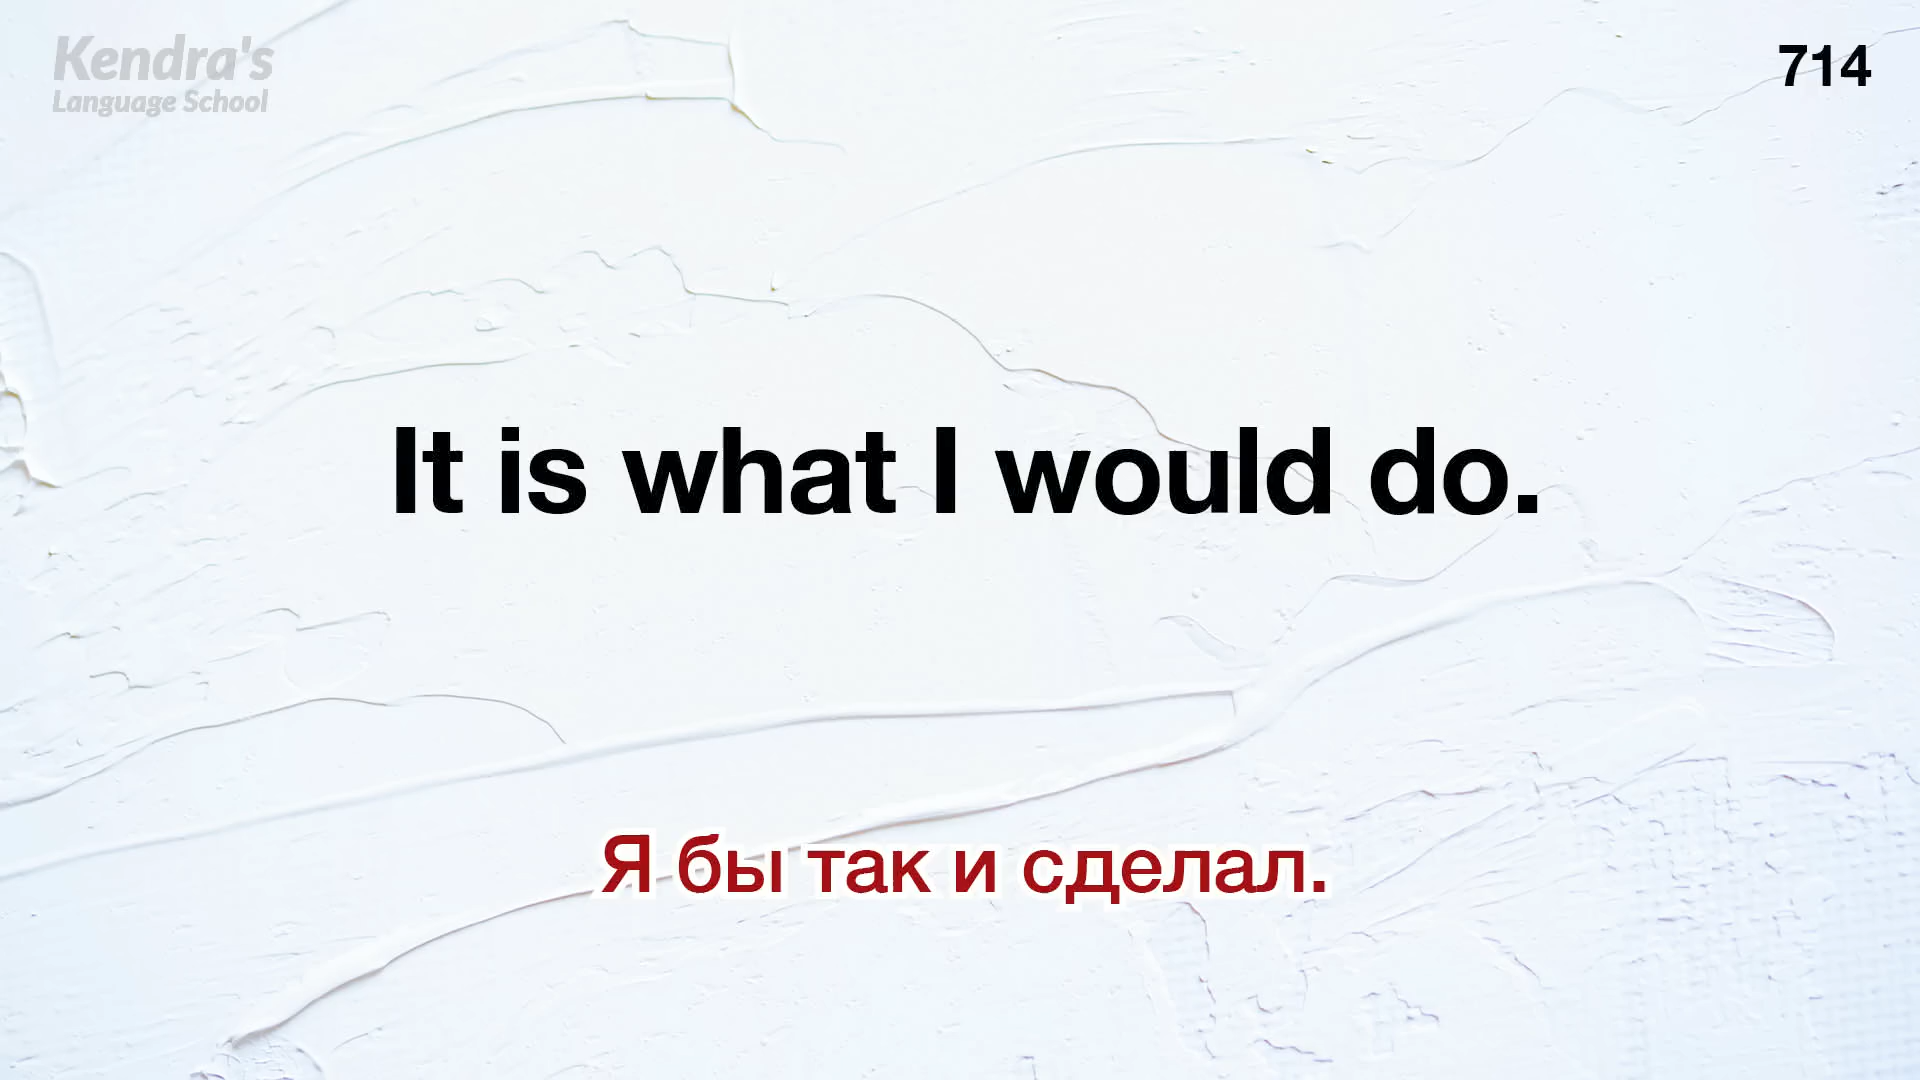 Kendra's
Language School
714
It is what I would do.
Я бы так и сделал.